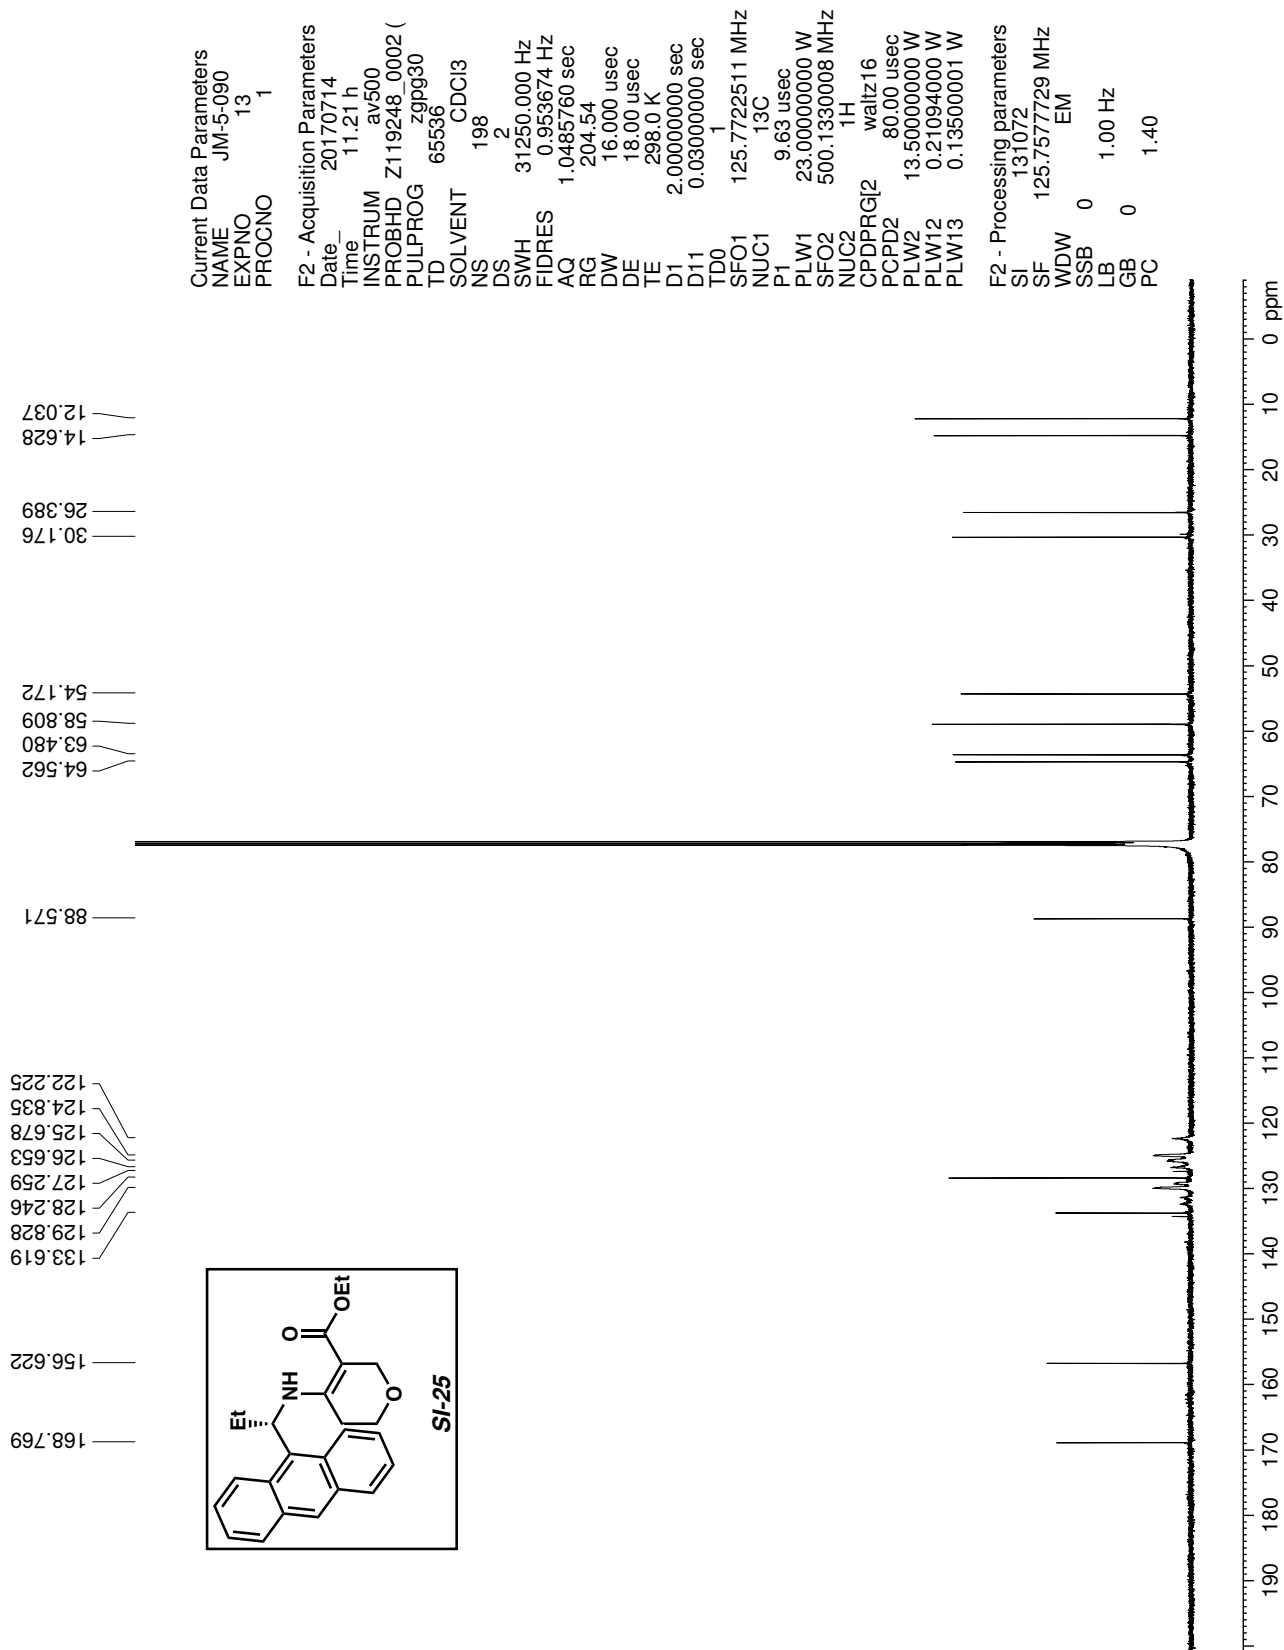 Current Data Parameters
NAME JM-5-090
EXPNO 13
PROCNO 1
F2 - Acquisition Parameters
Date_ 20170714
Time 11.21 h
INSTRUM av500
PROBHD Z119248_0002 (
PULPROG zgpg30
TD 65536
SOLVENT CDCl3
NS 198
DS 2
SWH 31250.000 Hz
FIDRES 0.953674 Hz
AQ 1.0485760 sec
RG 204.54
DW 16.000 usec
DE 18.00 usec
TE 298.0 K
D1 2.00000000 sec
D11 0.03000000 sec
TD0 1
SFO1 125.7722511 MHz
NUC1 13C
P1 9.63 usec
PLW1 23.00000000 W
SFO2 500.1330008 MHz
NUC2 1H
CPDPRG[2 waltz16
PCPD2 80.00 usec
PLW2 13.50000000 W
PLW12 0.21094000 W
PLW13 0.13500001 W
F2 - Processing parameters
SI 131072
SF 125.7577729 MHz
WDW EM
SSB 0
LB 1.00 Hz
GB 0
PC 1.40
168.769
156.622
133.619
129.828
128.246
127.259
126.653
125.678
124.835
122.225
88.571
64.562
63.480
58.809
54.172
30.176
26.389
14.628
12.037
Et
NH
O
OEt
O
SI-25
190 180 170 160 150 140 130 120 110 100 90 80 70 60 50 40 30 20 10 0 ppm